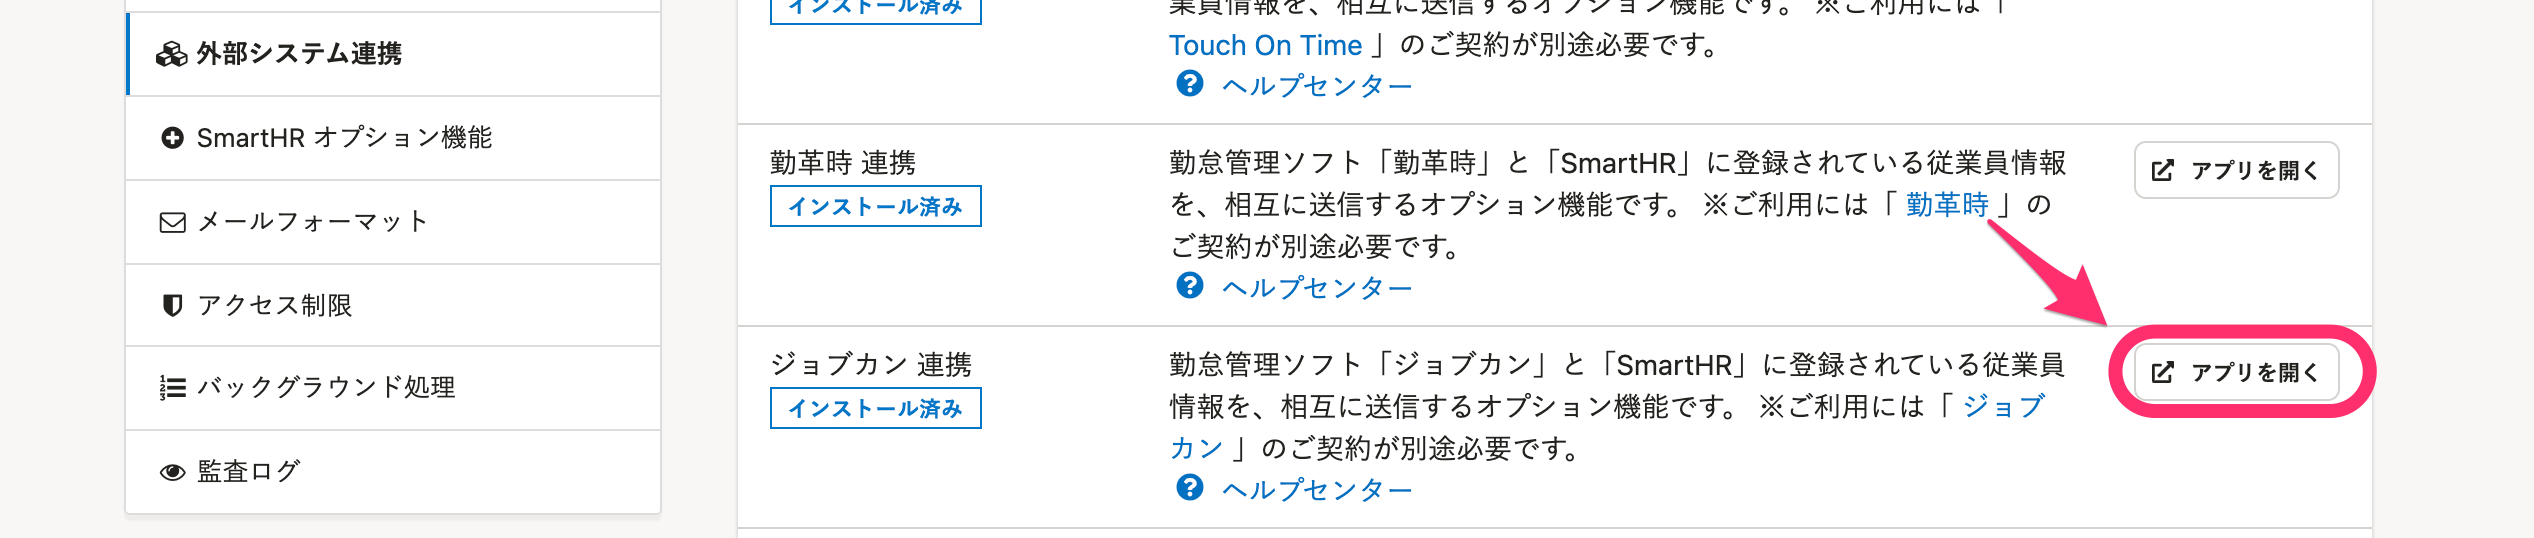 外部システム連携
SmartHR オプション機能
メールフォーマット
アクセス制限
バックグラウンド処理
監査ログ
インストール済み
業員情報を、相互に送信するオプション機能です。 ※ご利用には「
Touch On Time 」のご契約が別途必要です。
ヘルプセンター
勤革時 連携
インストール済み
勤怠管理ソフト「勤革時」と「SmartHR」に登録されている従業員情報
を、相互に送信するオプション機能です。 ※ご利用には「 勤革時 」の
ご契約が別途必要です。
ヘルプセンター
アプリを開く
ジョブカン 連携
インストール済み
勤怠管理ソフト「ジョブカン」と「SmartHR」に登録されている従業員
情報を、相互に送信するオプション機能です。 ※ご利用には「 ジョブ
カン 」のご契約が別途必要です。
ヘルプセンター
アプリを開く